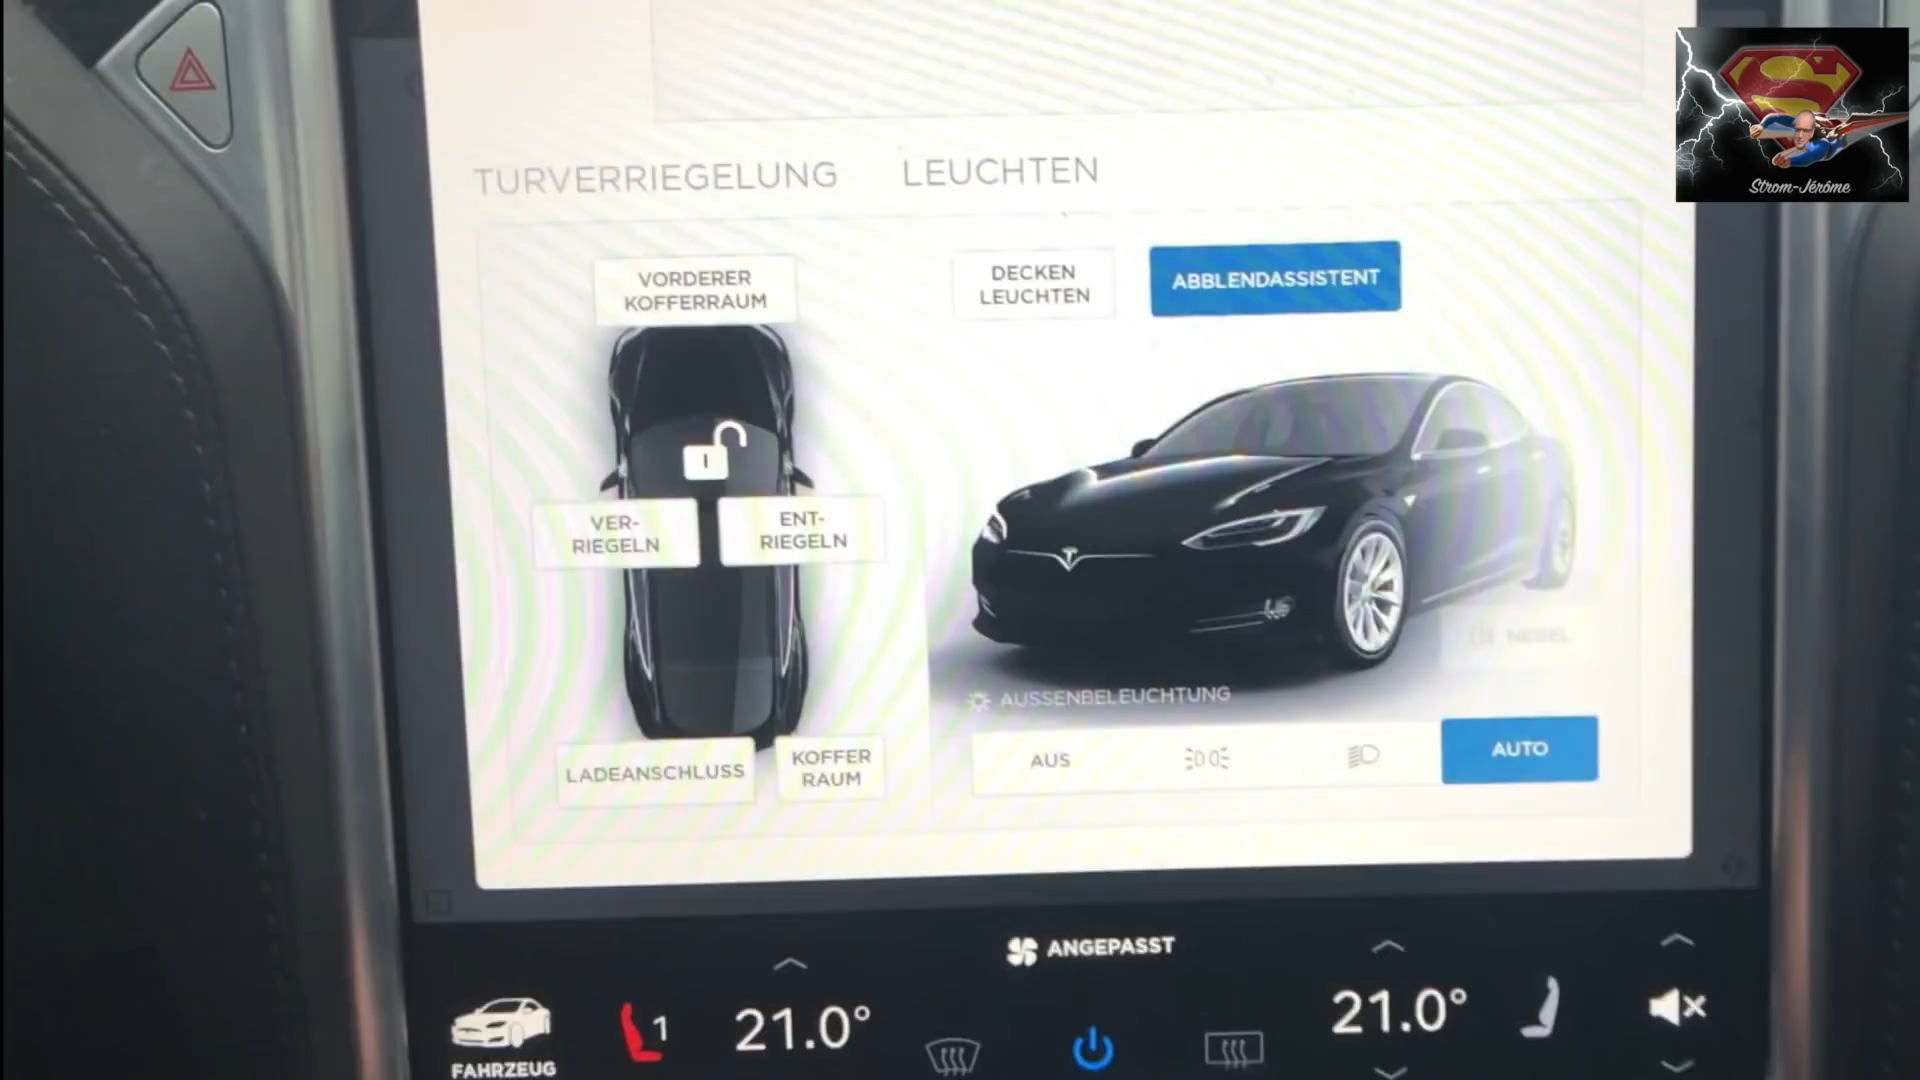 Strom-Jérôme
TURVERRIEGELUNG
LEUCHTEN
VORDERER
KOFFERRAUM
DECKEN
LEUCHTEN
ABBLENDASSISTENT
VER-
RIEGELN
ENT-
RIEGELN
NEBEL
AUSSENBELEUCHTUNG
LADEANSCHLUSS
KOFFER
RAUM
AUS
AUTO
ANGEPASST
1
21.0°
21.0°
FAHRZEUG